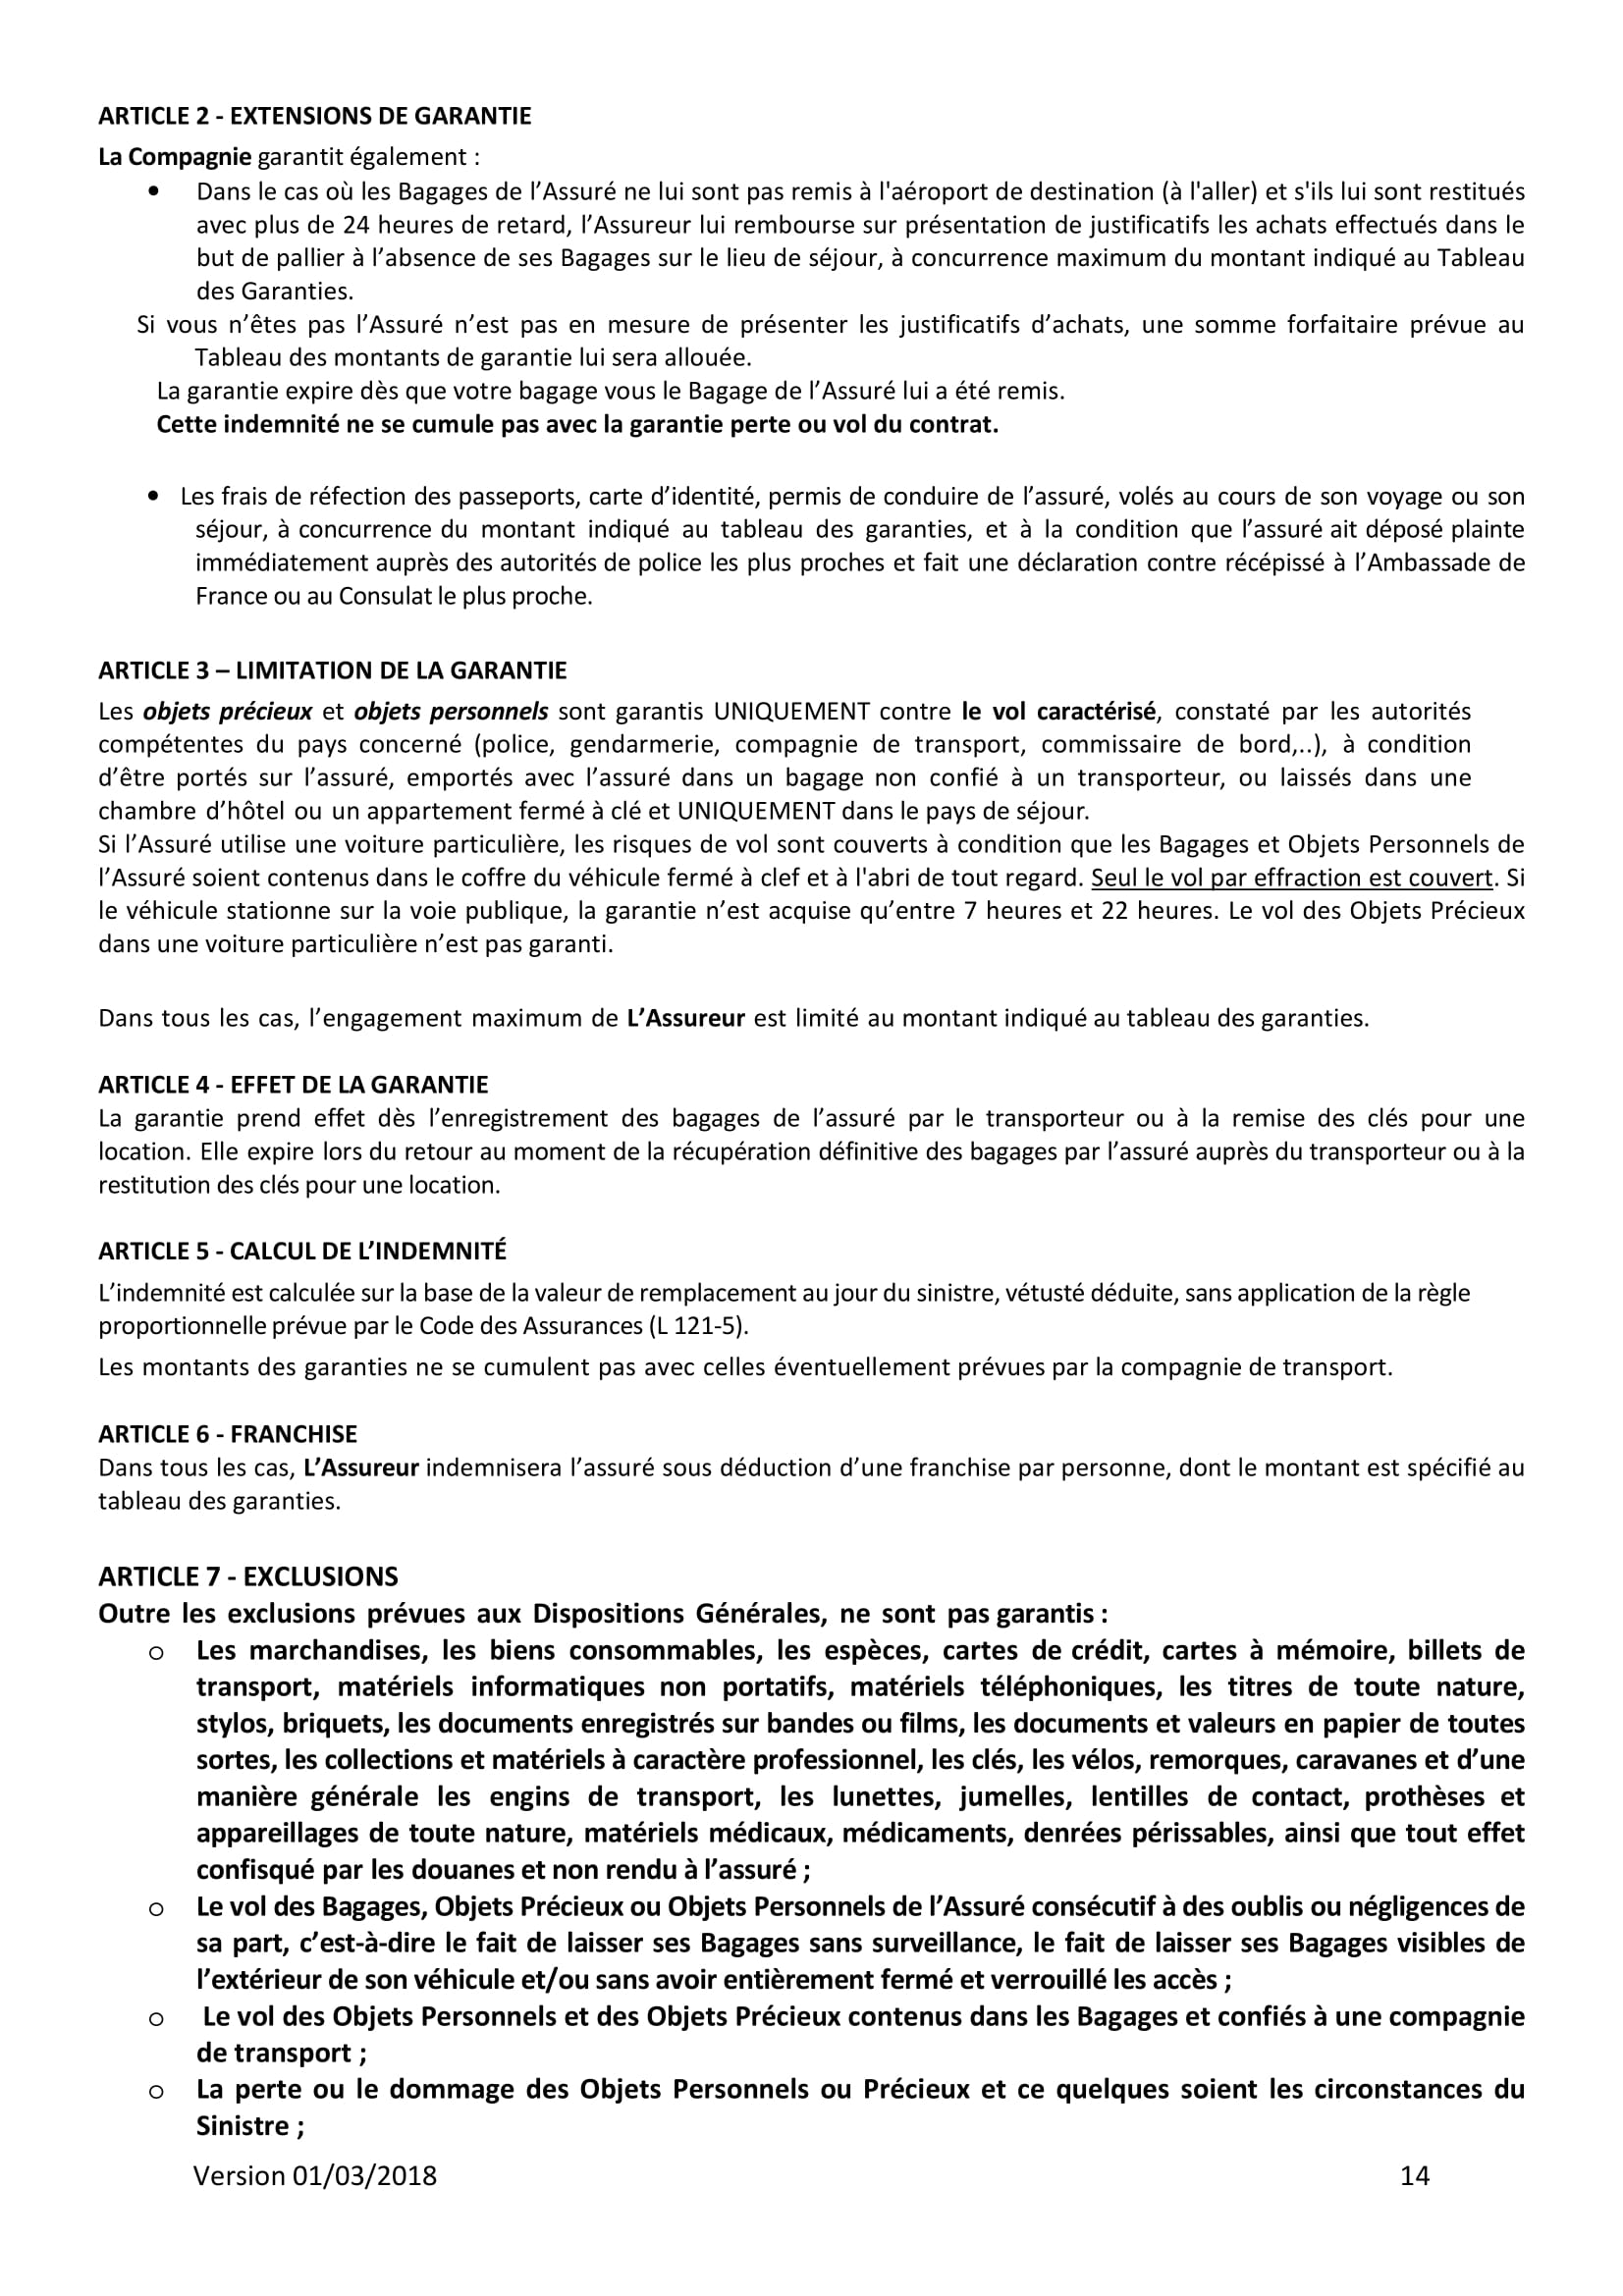 ARTICLE 2 - EXTENSIONS DE GARANTIE
La Compagnie garantit également :
• Dans le cas où les Bagages de l’Assuré ne lui sont pas remis à l'aéroport de destination (à l'aller) et s'ils lui sont restitués
avec plus de 24 heures de retard, l’Assureur lui rembourse sur présentation de justificatifs les achats effectués dans le
but de pallier à l’absence de ses Bagages sur le lieu de séjour, à concurrence maximum du montant indiqué au Tableau
des Garanties.
Si vous n’êtes pas l’Assuré n’est pas en mesure de présenter les justificatifs d’achats, une somme forfaitaire prévue au
Tableau des montants de garantie lui sera allouée.
La garantie expire dès que votre bagage vous le Bagage de l’Assuré lui a été remis.
Cette indemnité ne se cumule pas avec la garantie perte ou vol du contrat.
• Les frais de réfection des passeports, carte d’identité, permis de conduire de l’assuré, volés au cours de son voyage ou son
séjour, à concurrence du montant indiqué au tableau des garanties, et à la condition que l’assuré ait déposé plainte
immédiatement auprès des autorités de police les plus proches et fait une déclaration contre récépissé à l’Ambassade de
France ou au Consulat le plus proche.
ARTICLE 3 – LIMITATION DE LA GARANTIE
Les objets précieux et objets personnels sont garantis UNIQUEMENT contre le vol caractérisé, constaté par les autorités
compétentes du pays concerné (police, gendarmerie, compagnie de transport, commissaire de bord,..), à condition
d’être portés sur l’assuré, emportés avec l’assuré dans un bagage non confié à un transporteur, ou laissés dans une
chambre d’hôtel ou un appartement fermé à clé et UNIQUEMENT dans le pays de séjour.
Si l’Assuré utilise une voiture particulière, les risques de vol sont couverts à condition que les Bagages et Objets Personnels de
l’Assuré soient contenus dans le coffre du véhicule fermé à clef et à l'abri de tout regard. Seul le vol par effraction est couvert. Si
le véhicule stationne sur la voie publique, la garantie n’est acquise qu’entre 7 heures et 22 heures. Le vol des Objets Précieux
dans une voiture particulière n’est pas garanti.
Dans tous les cas, l’engagement maximum de L’Assureur est limité au montant indiqué au tableau des garanties.
ARTICLE 4 - EFFET DE LA GARANTIE
La garantie prend effet dès l’enregistrement des bagages de l’assuré par le transporteur ou à la remise des clés pour une
location. Elle expire lors du retour au moment de la récupération définitive des bagages par l’assuré auprès du transporteur ou à la
restitution des clés pour une location.
ARTICLE 5 - CALCUL DE L’INDEMNITÉ
L’indemnité est calculée sur la base de la valeur de remplacement au jour du sinistre, vétusté déduite, sans application de la règle
proportionnelle prévue par le Code des Assurances (L 121-5).
Les montants des garanties ne se cumulent pas avec celles éventuellement prévues par la compagnie de transport.
ARTICLE 6 - FRANCHISE
Dans tous les cas, L’Assureur indemnisera l’assuré sous déduction d’une franchise par personne, dont le montant est spécifié au
tableau des garanties.
ARTICLE 7 - EXCLUSIONS
Outre les exclusions prévues aux Dispositions Générales, ne sont pas garantis :
o Les marchandises, les biens consommables, les espèces, cartes de crédit, cartes à mémoire, billets de
transport, matériels informatiques non portatifs, matériels téléphoniques, les titres de toute nature,
stylos, briquets, les documents enregistrés sur bandes ou films, les documents et valeurs en papier de toutes
sortes, les collections et matériels à caractère professionnel, les clés, les vélos, remorques, caravanes et d’une
manière générale les engins de transport, les lunettes, jumelles, lentilles de contact, prothèses et
appareillages de toute nature, matériels médicaux, médicaments, denrées périssables, ainsi que tout effet
confisqué par les douanes et non rendu à l’assuré ;
o Le vol des Bagages, Objets Précieux ou Objets Personnels de l’Assuré consécutif à des oublis ou négligences de
sa part, c’est-à-dire le fait de laisser ses Bagages sans surveillance, le fait de laisser ses Bagages visibles de
l’extérieur de son véhicule et/ou sans avoir entièrement fermé et verrouillé les accès ;
o Le vol des Objets Personnels et des Objets Précieux contenus dans les Bagages et confiés à une compagnie
de transport ;
o La perte ou le dommage des Objets Personnels ou Précieux et ce quelques soient les circonstances du
Sinistre ;
Version 01/03/2018 14